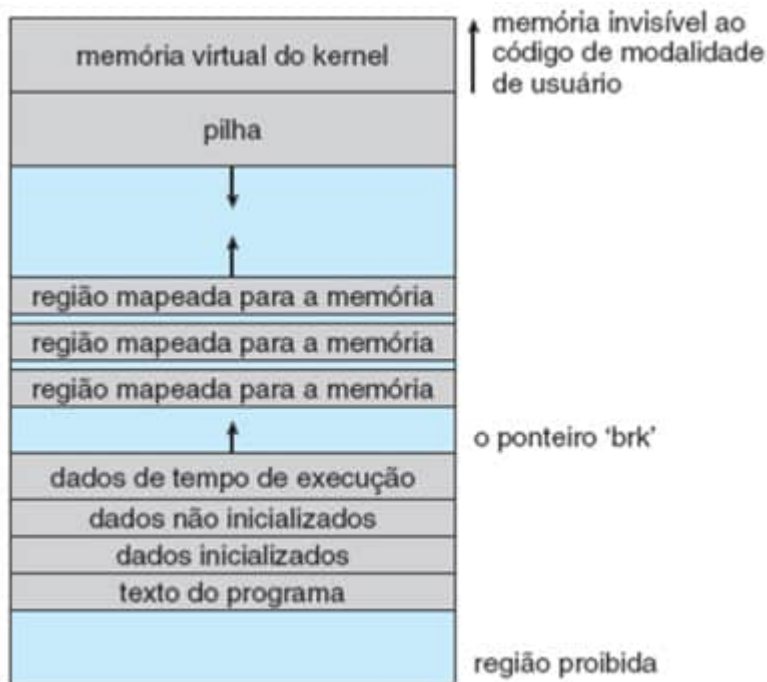 memória virtual do kernel
memória invisível ao
código de modalidade
de usuário
pilha
região mapeada para a memória
região mapeada para a memória
região mapeada para a memória
o ponteiro ‘brk’
dados de tempo de execução
dados não inicializados
dados inicializados
texto do programa
região proibida